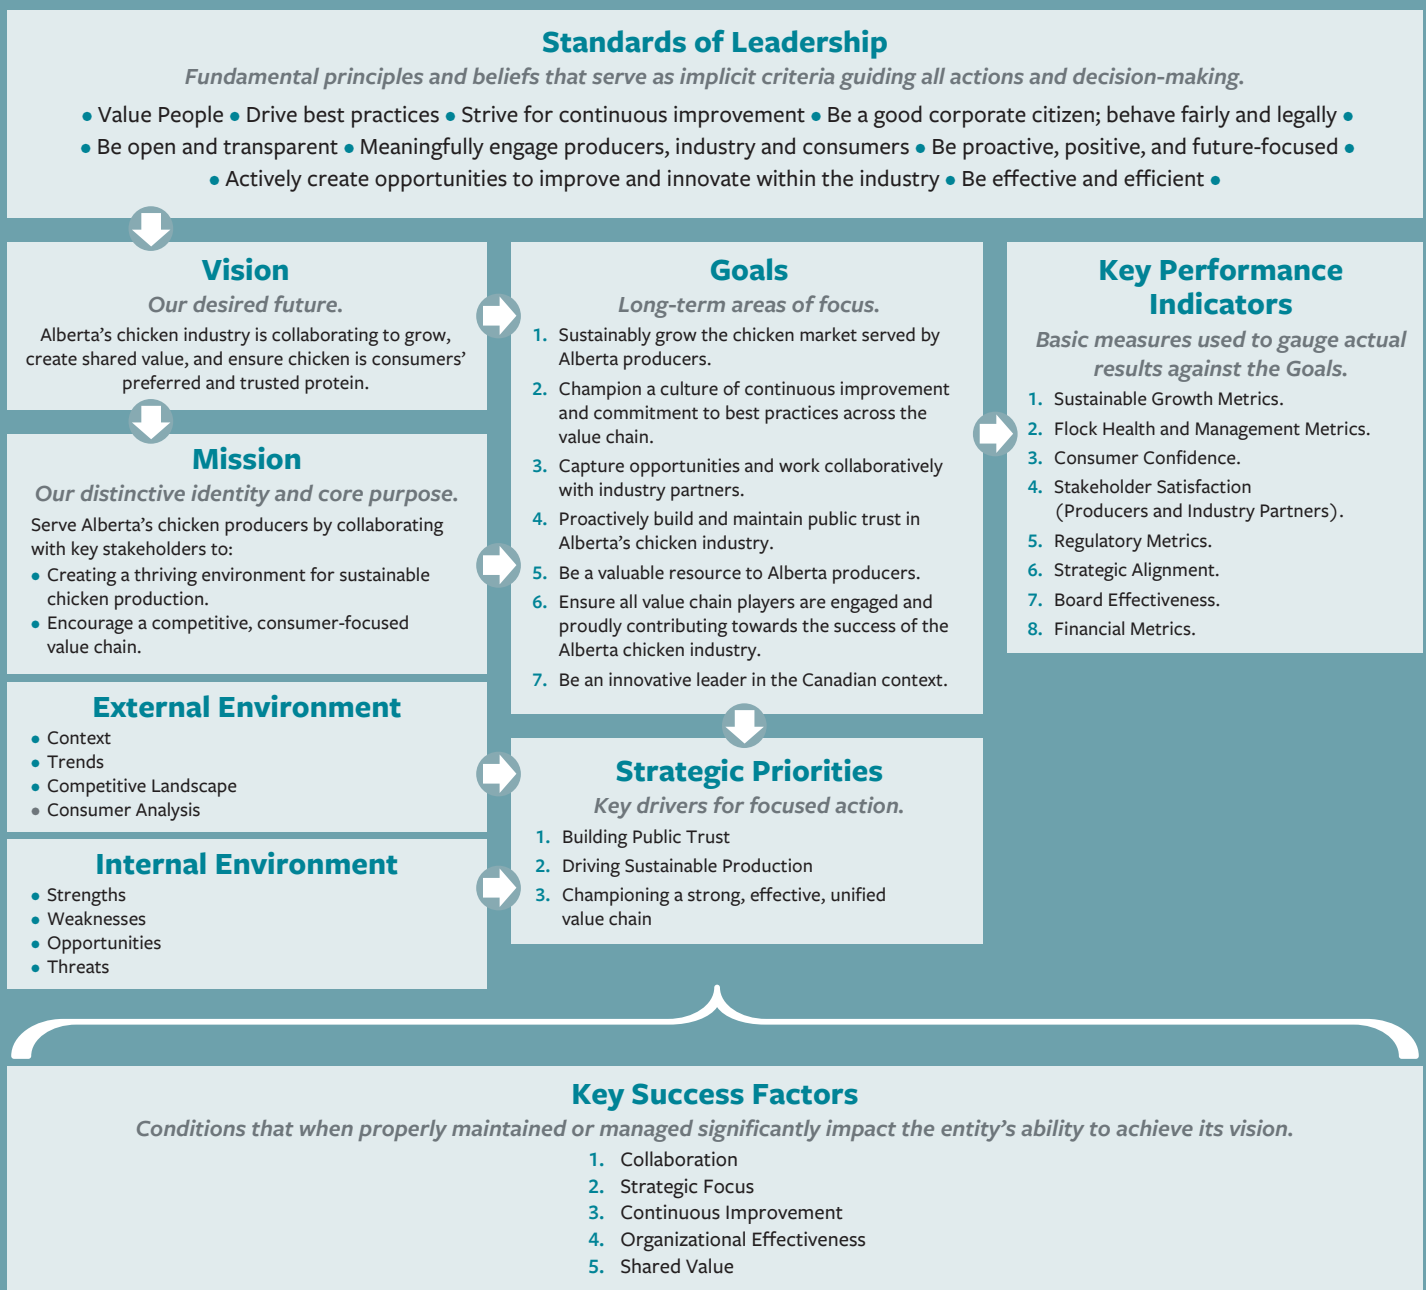 Standards of Leadership
Fundamental principles and beliefs that serve as implicit criteria guiding all actions and decision-making.
• Value People • Drive best practices • Strive for continuous improvement • Be a good corporate citizen; behave fairly and legally •
• Be open and transparent • Meaningfully engage producers, industry and consumers • Be proactive, positive, and future-focused •
• Actively create opportunities to improve and innovate within the industry • Be effective and efficient •
Vision
Our desired future.
Alberta's chicken industry is collaborating to grow,
create shared value, and ensure chicken is consumers'
preferred and trusted protein.
Mission
Our distinctive identity and core purpose.
Serve Alberta's chicken producers by collaborating
with key stakeholders to:
• Creating a thriving environment for sustainable
chicken production.
• Encourage a competitive, consumer-focused
value chain.
External Environment
• Context
• Trends
• Competitive Landscape
• Consumer Analysis
Internal Environment
• Strengths
• Weaknesses
• Opportunities
• Threats
Goals
Long-term areas of focus.
1. Sustainably grow the chicken market served by
Alberta producers.
2. Champion a culture of continuous improvement
and commitment to best practices across the
value chain.
3. Capture opportunities and work collaboratively
with industry partners.
4. Proactively build and maintain public trust in
Alberta's chicken industry.
5. Be a valuable resource to Alberta producers.
6. Ensure all value chain players are engaged and
proudly contributing towards the success of the
Alberta chicken industry.
7. Be an innovative leader in the Canadian context.
Strategic Priorities
Key drivers for focused action.
1. Building Public Trust
2. Driving Sustainable Production
3. Championing a strong, effective, unified
value chain
Key Performance
Indicators
Basic measures used to gauge actual
results against the Goals.
1. Sustainable Growth Metrics.
2. Flock Health and Management Metrics.
3. Consumer Confidence.
4. Stakeholder Satisfaction
(Producers and Industry Partners).
5. Regulatory Metrics.
6. Strategic Alignment.
7. Board Effectiveness.
8. Financial Metrics.
Key Success Factors
Conditions that when properly maintained or managed significantly impact the entity's ability to achieve its vision.
1. Collaboration
2. Strategic Focus
3. Continuous Improvement
4. Organizational Effectiveness
5. Shared Value